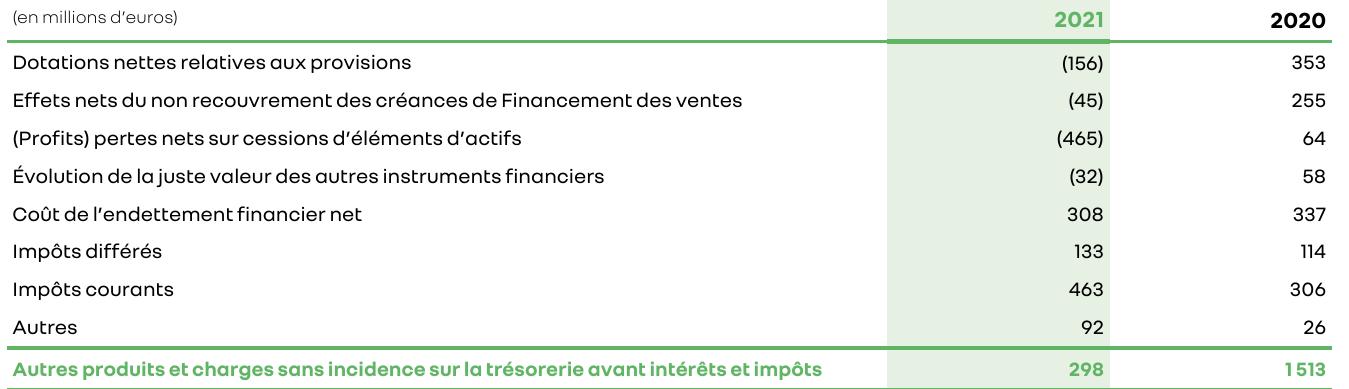 (en millions d’euros) 2021 2020
Dotations nettes relatives aux provisions (156) 353
Effets nets du non recouvrement des créances de Financement des ventes (45) 255
(Profits) pertes nets sur cessions d’éléments d’actifs (465) 64
Évolution de la juste valeur des autres instruments financiers (32) 58
Coût de l’endettement financier net 308 337
Impôts différés 133 114
Impôts courants 463 306
Autres 92 26
Autres produits et charges sans incidence sur la trésorerie avant intérêts et impôts 298 1 513